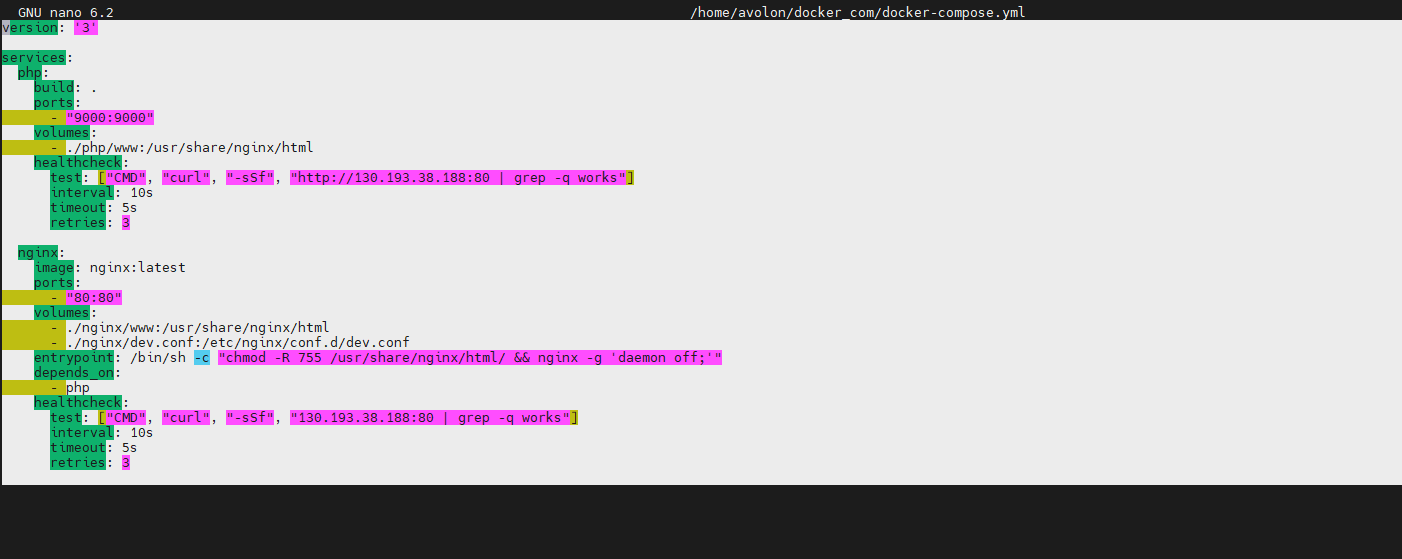 GNU nano 6.2 /home/avolon/docker_com/docker-compose.yml
version: '3'
services:
  php:
    build: .
    ports:
      - "9000:9000"
    volumes:
      - ./php/www:/usr/share/nginx/html
    healthcheck:
      test: ["CMD", "curl", "-sSf", "http://130.193.38.188:80 | grep -q works"]
      interval: 10s
      timeout: 5s
      retries: 3
  nginx:
    image: nginx:latest
    ports:
      - "80:80"
    volumes:
      - ./nginx/www:/usr/share/nginx/html
      - ./nginx/dev.conf:/etc/nginx/conf.d/dev.conf
    entrypoint: /bin/sh -c "chmod -R 755 /usr/share/nginx/html/ && nginx -g 'daemon off;'"
    depends_on:
      - php
    healthcheck:
      test: ["CMD", "curl", "-sSf", "130.193.38.188:80 | grep -q works"]
      interval: 10s
      timeout: 5s
      retries: 3